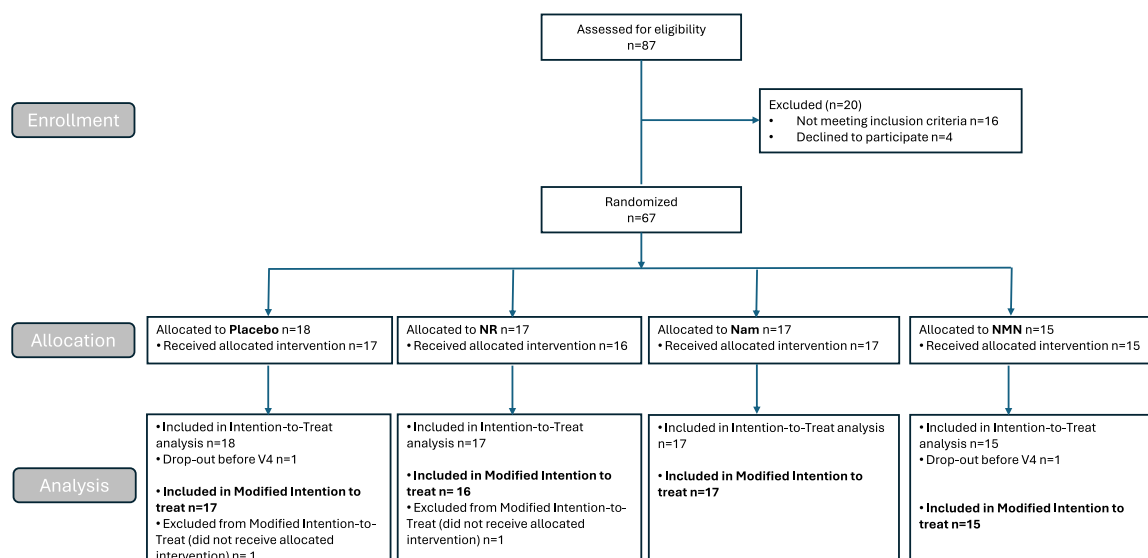 Assessed for eligibility
n=87
Enrollment
Excluded (n=20)
• Not meeting inclusion criteria n=16
• Declined to participate n=4
Randomized
n=67
Allocation
Allocated to Placebo n=18
• Received allocated intervention n=17
Allocated to NR n=17
• Received allocated intervention n=16
Allocated to Nam n=17
• Received allocated intervention n=17
Allocated to NMN n=15
• Received allocated intervention n=15
Analysis
• Included in Intention-to-Treat
analysis n=18
• Drop-out before V4 n=1
• Included in Modified Intention to
treat n=17
• Excluded from Modified Intention-to-
Treat (did not receive allocated
intervention) n= 1
• Included in Intention-to-Treat
analysis n=17
• Included in Modified Intention to
treat n= 16
• Excluded from Modified Intention-to-
Treat (did not receive allocated
intervention) n=1
• Included in Intention-to-Treat analysis
n=17
• Included in Modified Intention to
treat n=17
• Included in Intention-to-Treat
analysis n=15
• Drop-out before V4 n=1
• Included in Modified Intention to
treat n=15